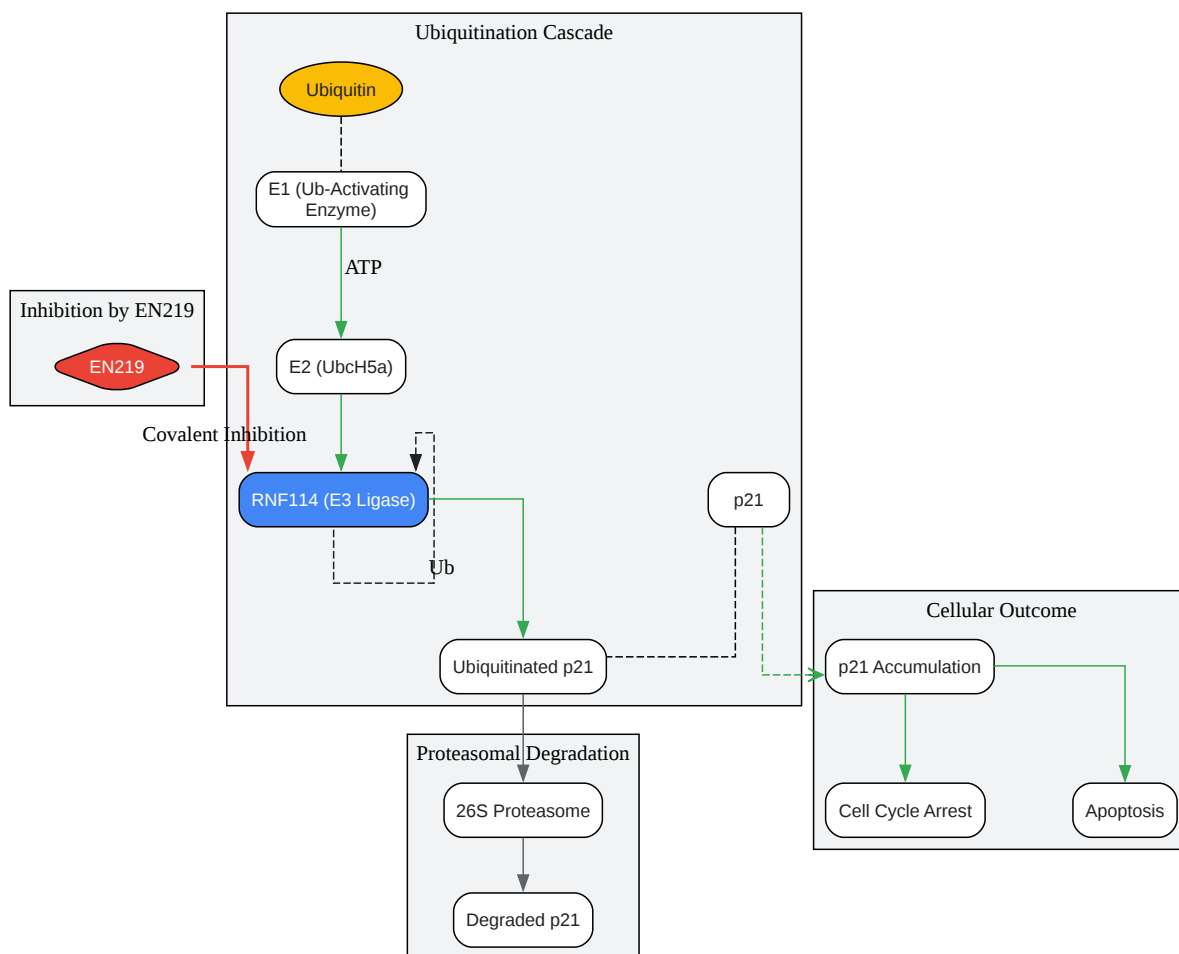 Ubiquitination Cascade
Ubiquitin
E1 (Ub-Activating
Enzyme)
ATP
Inhibition by EN219
EN219
E2 (UbcH5a)
Covalent Inhibition
RNF114 (E3 Ligase)
p21
Ub
Cellular Outcome
Ubiquitinated p21
p21 Accumulation
Proteasomal Degradation
26S Proteasome
Cell Cycle Arrest
Apoptosis
Degraded p21